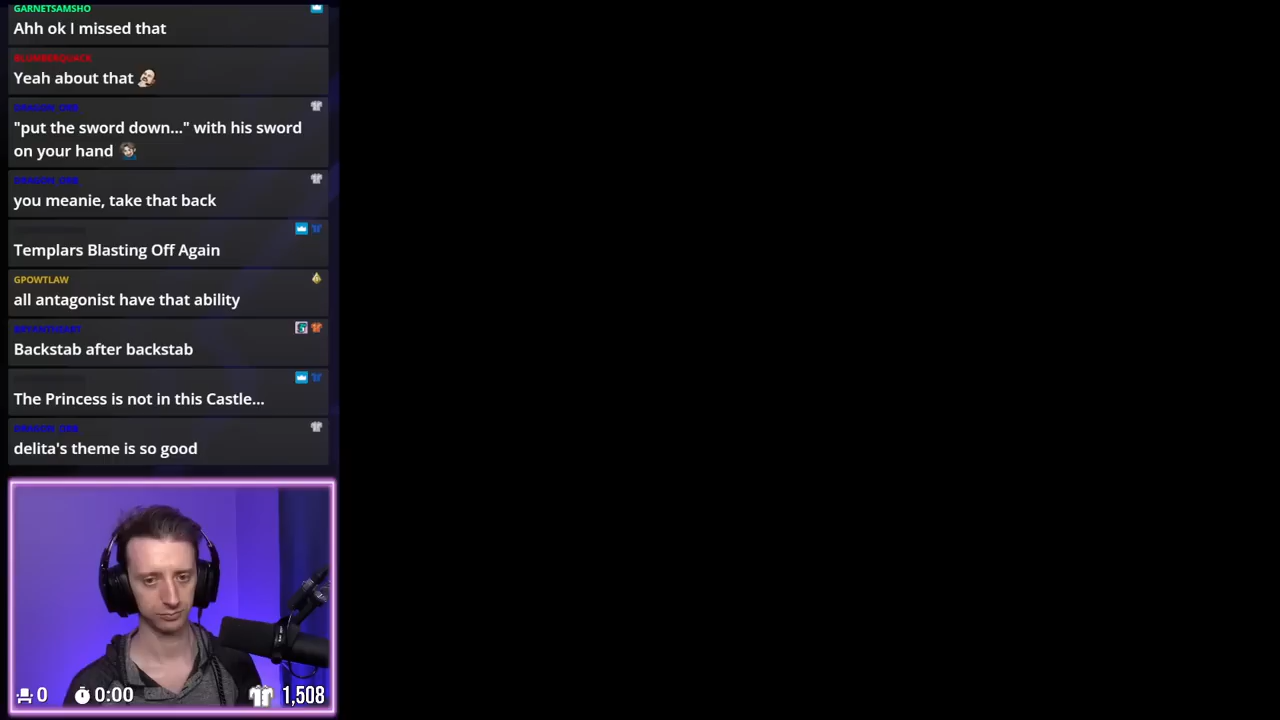 GARNETSAMSHO
Ahh ok I missed that
BLUMBERQUACK
Yeah about that
"put the sword down..." with his sword
on your hand
you meanie, take that back
Templars Blasting Off Again
GPOWTLAW
all antagonist have that ability
Backstab after backstab
The Princess is not in this Castle...
delita's theme is so good
0
0:00
1,508